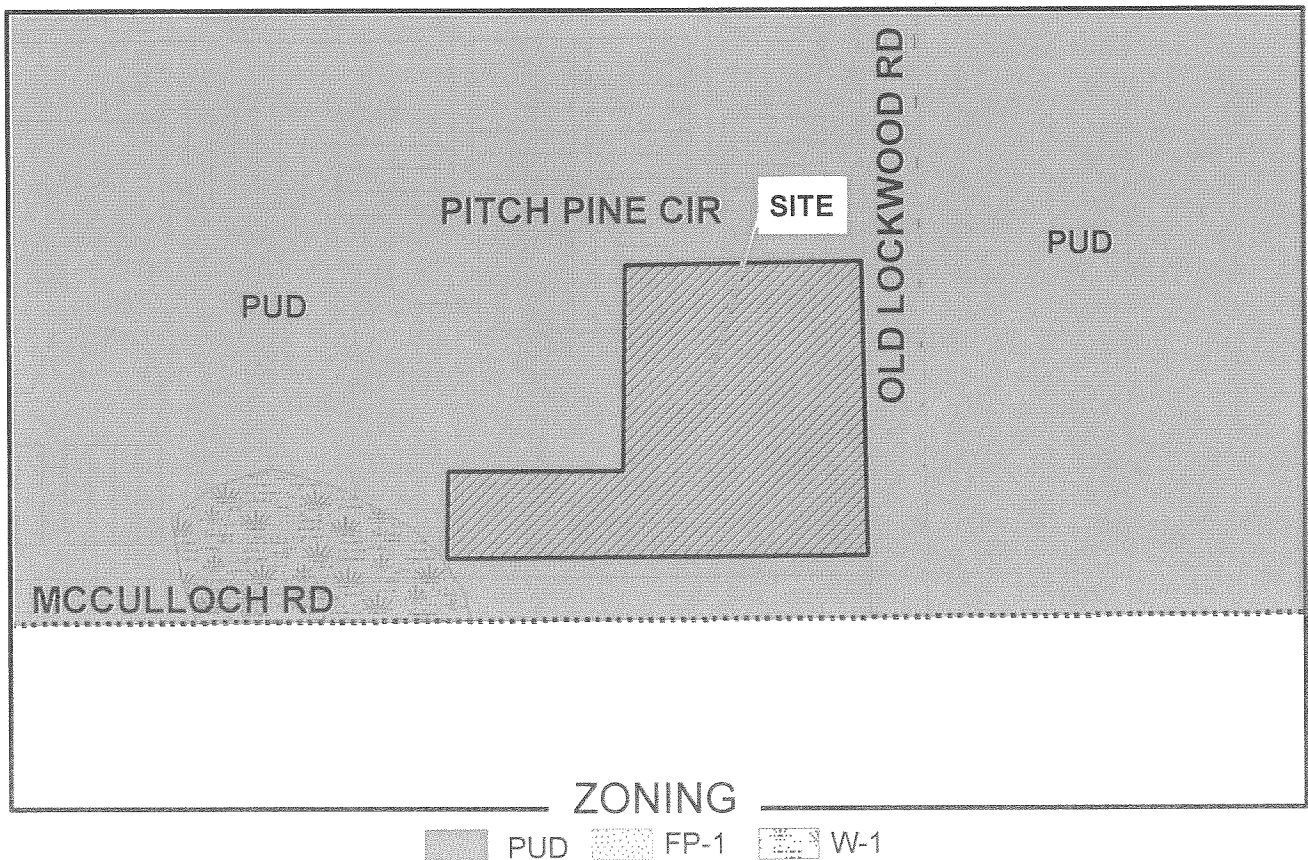 OLD LOCKWOOD RD
PITCH PINE CIR
SITE
PUD
PUD
MCCULLOCH RD
ZONING
PUD FP-1 W-1